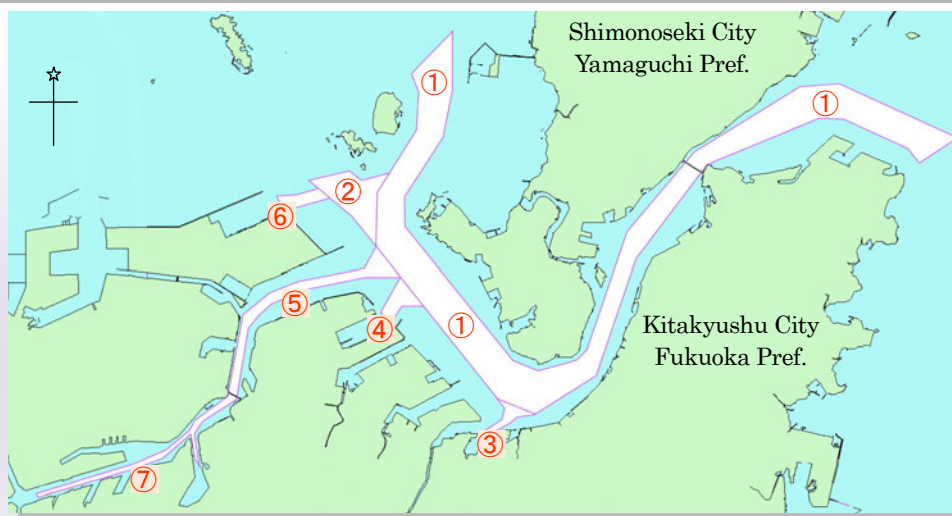 Shimonoseki City
Yamaguchi Pref.
①
①
②
⑥
⑤
④
①
Kitakyushu City
Fukuoka Pref.
③
⑦